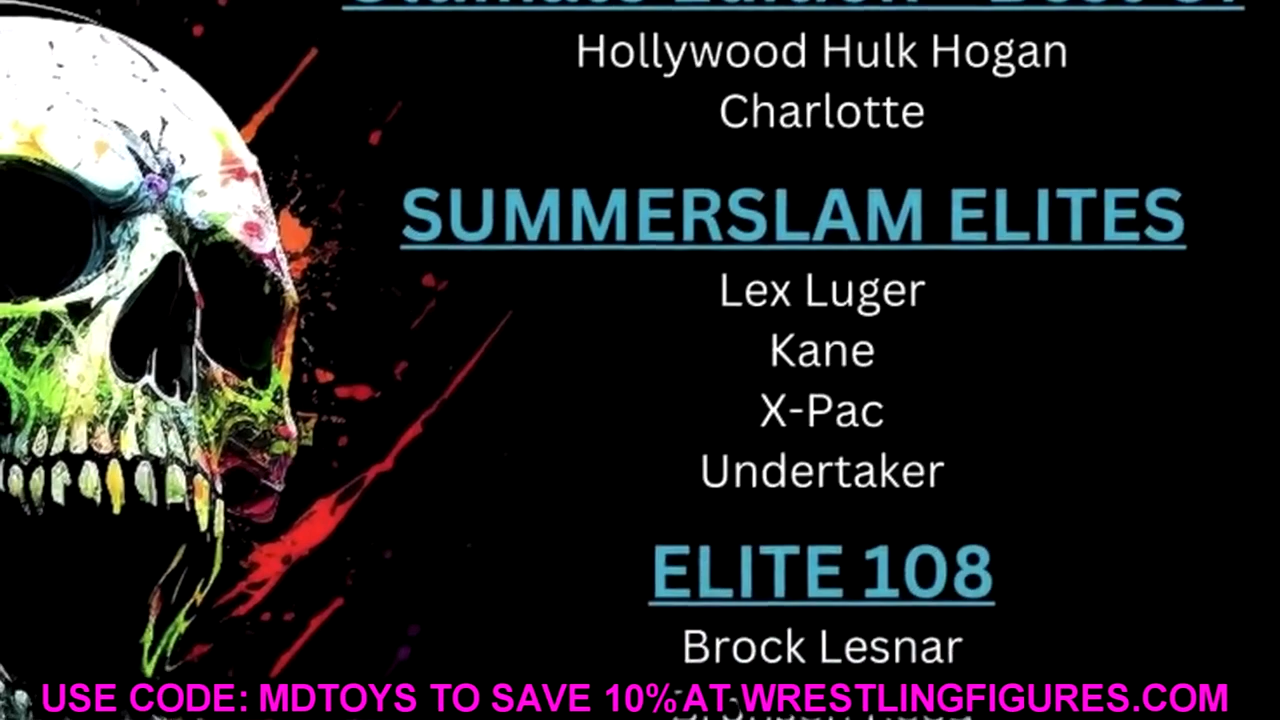 Hollywood Hulk Hogan
Charlotte
SUMMERSLAM ELITES
Lex Luger
Kane
X-Pac
Undertaker
ELITE 108
Brock Lesnar
USE CODE: MDTOYS TO SAVE 10% AT WRESTLINGFIGURES.COM